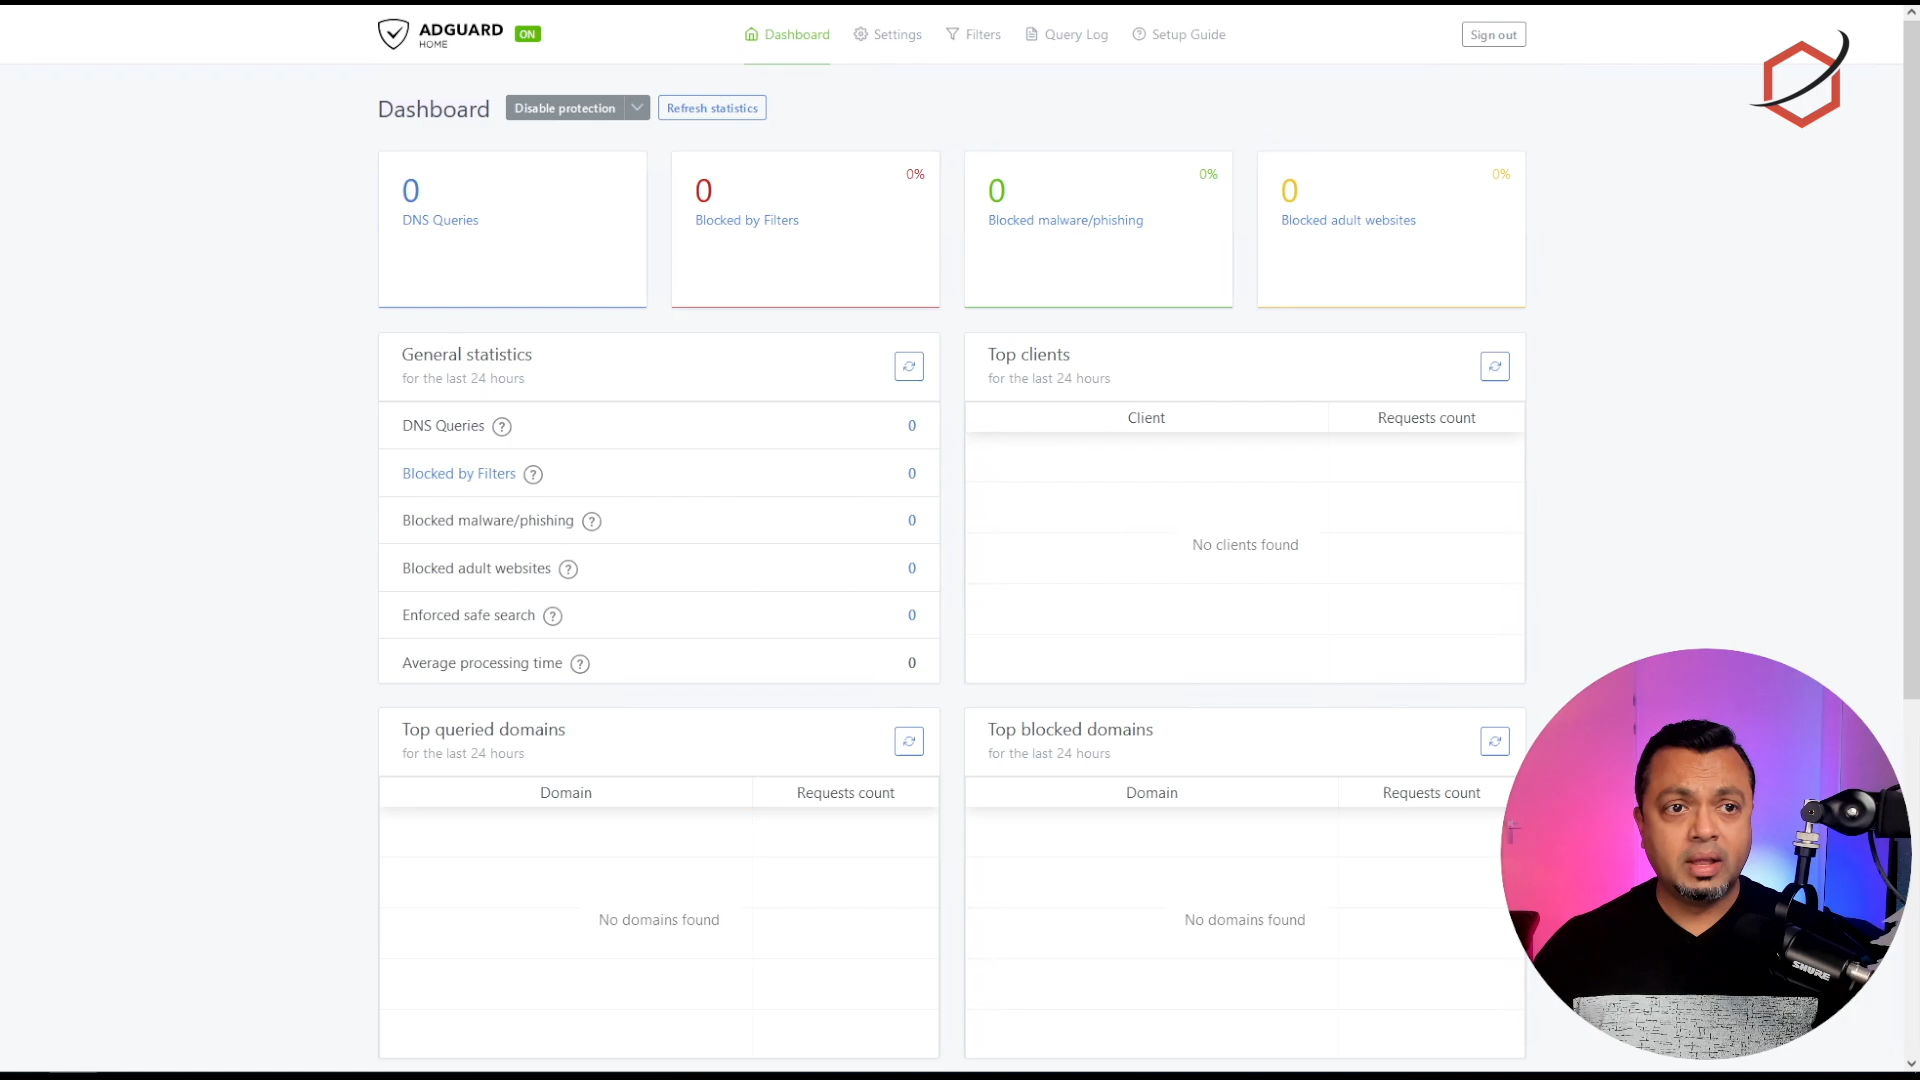 ADGUARD
HOME
ON
Dashboard
Settings
Filters
Query Log
Setup Guide
Sign out
Dashboard
Disable protection
Refresh statistics
0
DNS Queries
0%
0
Blocked by Filters
0%
0
Blocked malware/phishing
0%
0
Blocked adult websites
General statistics
for the last 24 hours
DNS Queries ? 0
Blocked by Filters ? 0
Blocked malware/phishing ? 0
Blocked adult websites ? 0
Enforced safe search ? 0
Average processing time ? 0
Top clients
for the last 24 hours
Client Requests count
No clients found
Top queried domains
for the last 24 hours
Domain Requests count
No domains found
Top blocked domains
for the last 24 hours
Domain Requests count
No domains found
SHURE